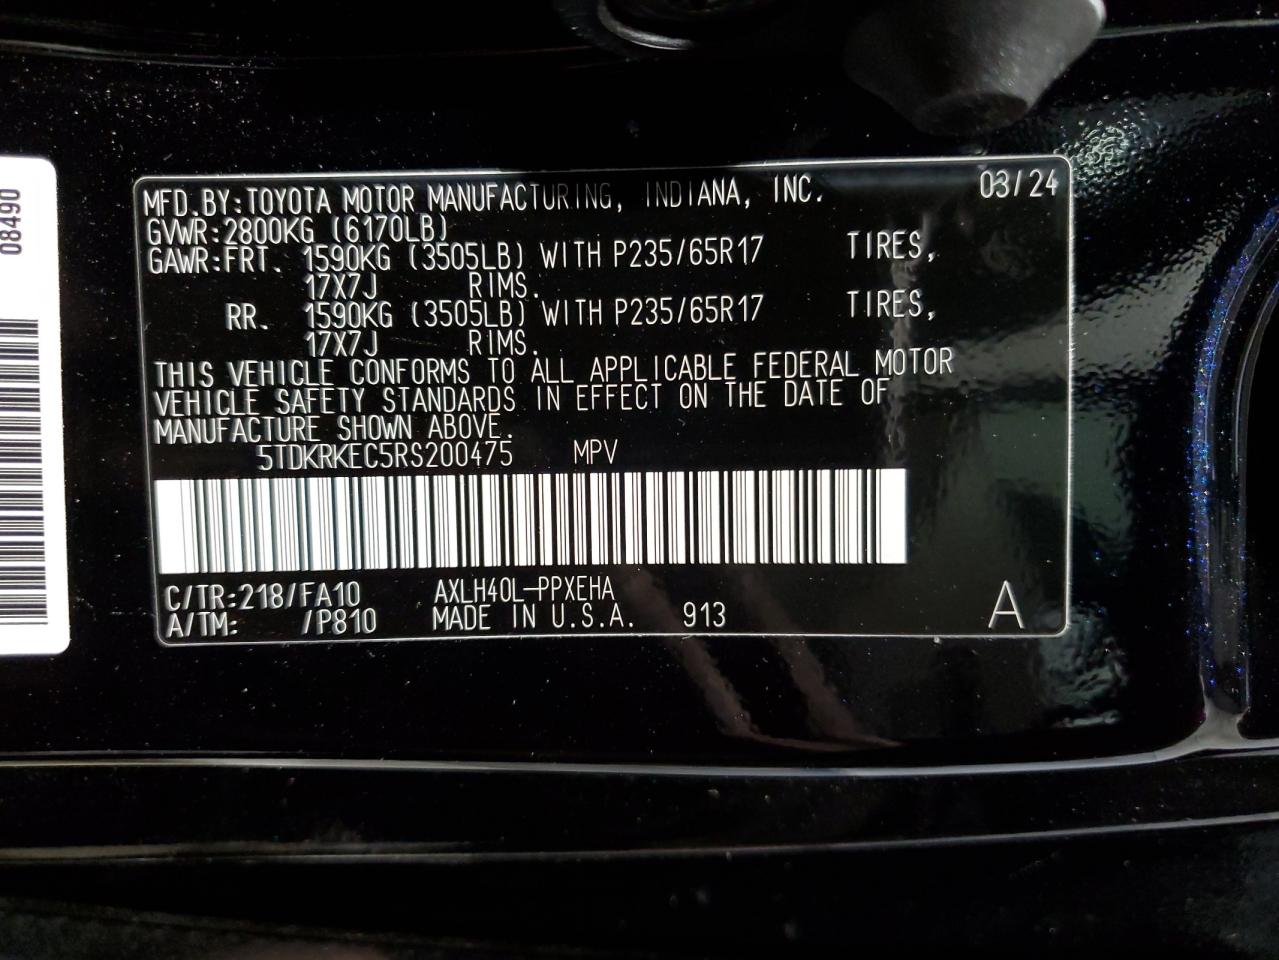 08490
MFD.BY:TOYOTA MOTOR MANUFACTURING, INDIANA, INC. 03/24
GVWR:2800KG (6170LB)
GAWR:FRT. 1590KG (3505LB) WITH P235/65R17 TIRES,
17X7J RIMS.
RR. 1590KG (3505LB) WITH P235/65R17 TIRES,
17X7J RIMS.
THIS VEHICLE CONFORMS TO ALL APPLICABLE FEDERAL MOTOR
VEHICLE SAFETY STANDARDS IN EFFECT ON THE DATE OF
MANUFACTURE SHOWN ABOVE.
5TDKRKEC5RS200475 MPV
C/TR:218/FA10 AXLH40L-PPXEHA
A/TM: /P810 MADE IN U.S.A. 913 A